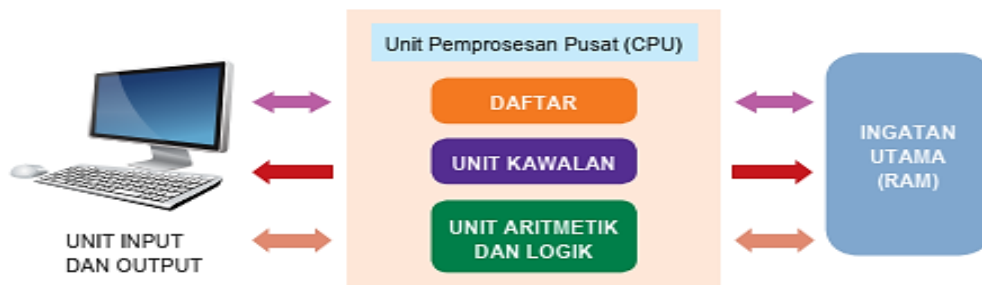 Unit Pemprosesan Pusat (CPU)
DAFTAR
UNIT KAWALAN
UNIT ARITMETIK
DAN LOGIK
UNIT INPUT
DAN OUTPUT
INGATAN
UTAMA
(RAM)